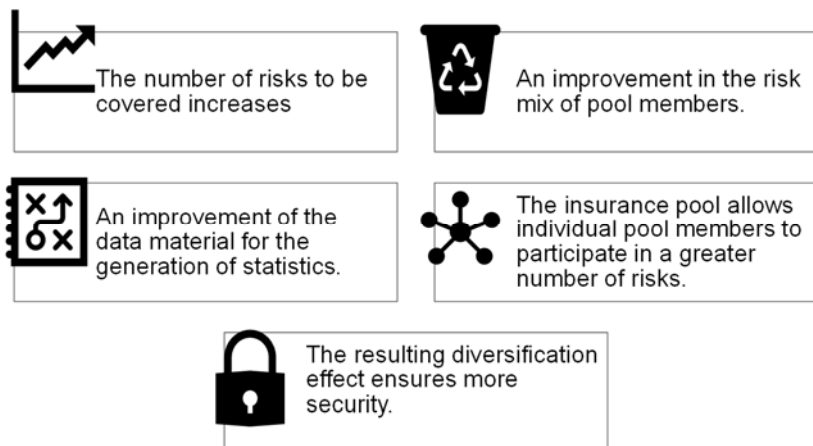 The number of risks to be
covered increases
An improvement in the risk
mix of pool members.
An improvement of the
data material for the
generation of statistics.
The insurance pool allows
individual pool members to
participate in a greater
number of risks.
The resulting diversification
effect ensures more
security.